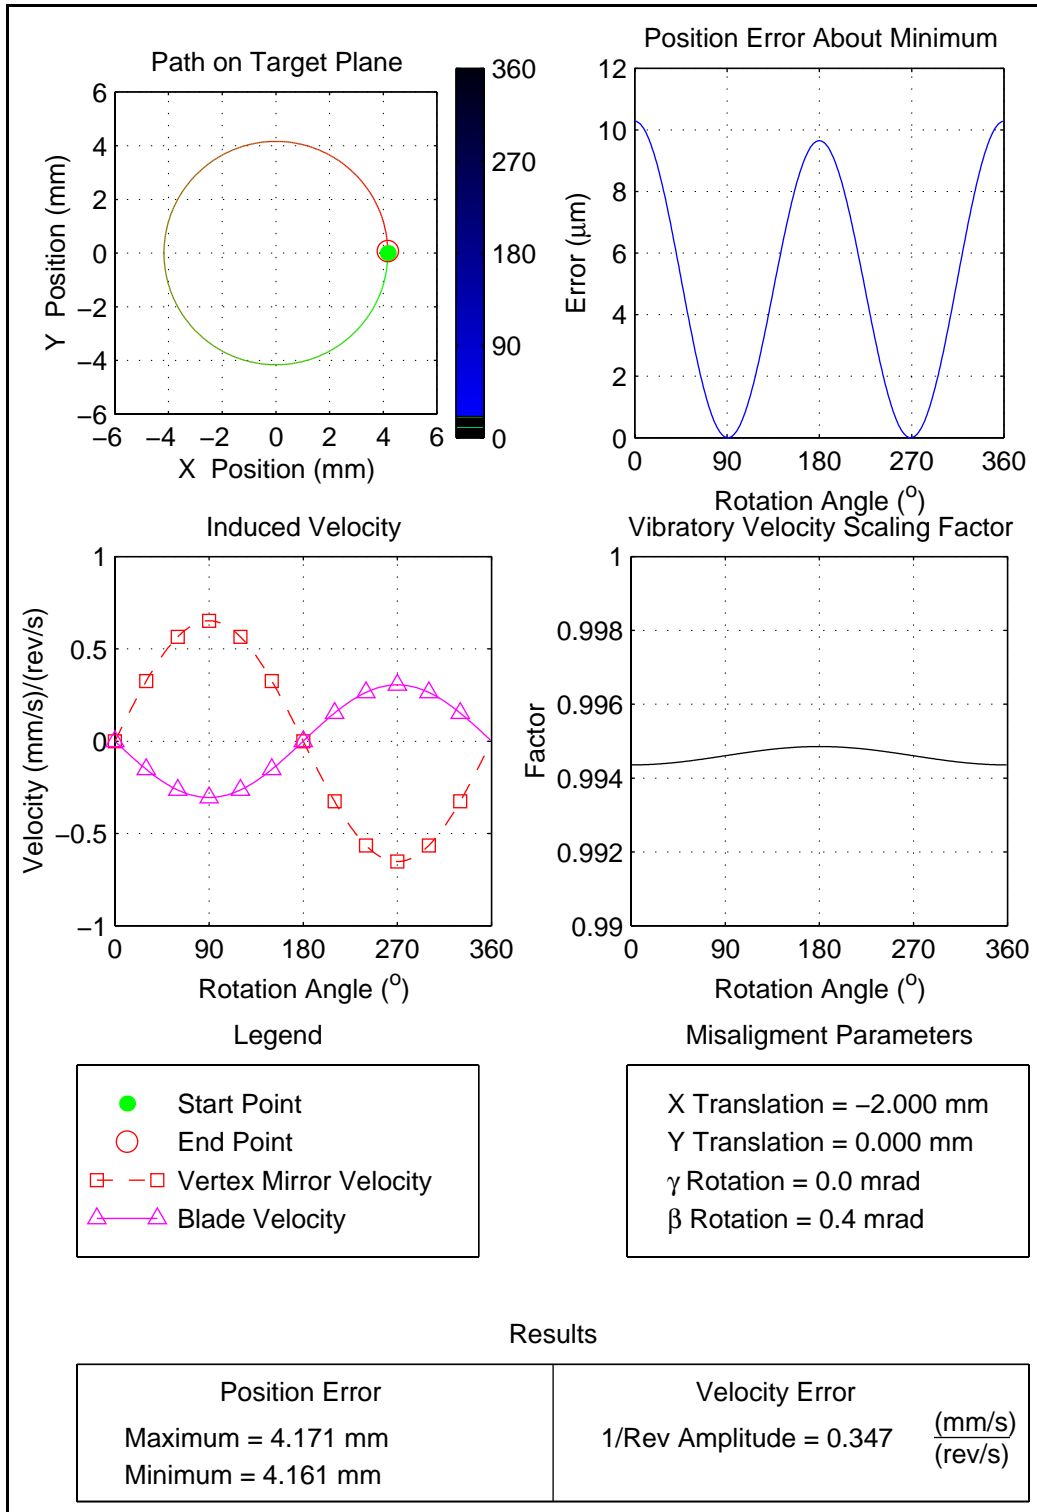 Path on Target Plane
6
4
2
0
−2
−4
−6
−6 −4 −2 0 2 4 6
X Position (mm)
Y Position (mm)
360
270
180
90
0
Position Error About Minimum
12
10
8
6
4
2
0
0 90 180 270 360
Rotation Angle (o)
Error (μm)
Induced Velocity
1
0.5
0
−0.5
−1
0 90 180 270 360
Rotation Angle (o)
Velocity (mm/s)/(rev/s)
Vibratory Velocity Scaling Factor
1
0.998
0.996
0.994
0.992
0.99
0 90 180 270 360
Rotation Angle (o)
Factor
Legend
Start Point
End Point
Vertex Mirror Velocity
Blade Velocity
Misaligment Parameters
X Translation = −2.000 mm
Y Translation = 0.000 mm
γ Rotation = 0.0 mrad
β Rotation = 0.4 mrad
Results
Position Error
Maximum = 4.171 mm
Minimum = 4.161 mm
Velocity Error
1/Rev Amplitude = 0.347 (mm/s)
(rev/s)